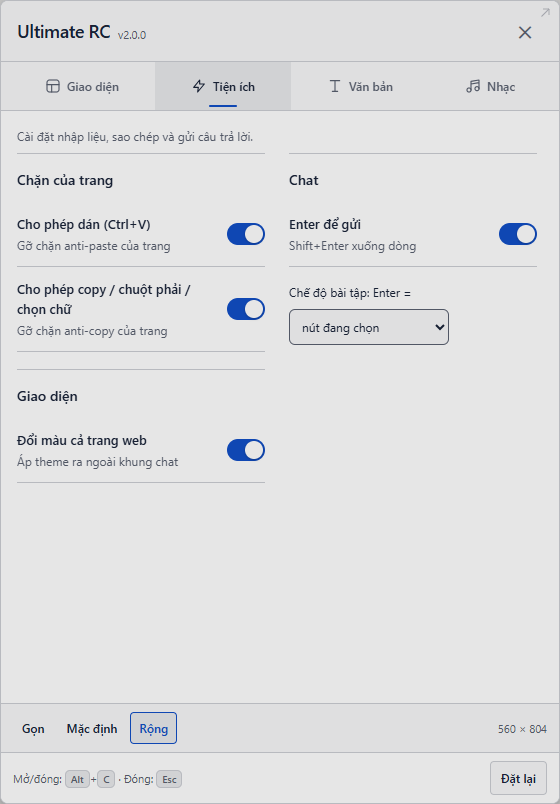 Ultimate RC v2.0.0
Giao diện
Tiện ích
Văn bản
Nhạc
Cài đặt nhập liệu, sao chép và gửi câu trả lời.
Chặn của trang
Cho phép dán (Ctrl+V)
Gỡ chặn anti-paste của trang
Cho phép copy / chuột phải /
chọn chữ
Gỡ chặn anti-copy của trang
Giao diện
Đổi màu cả trang web
Áp theme ra ngoài khung chat
Chat
Enter để gửi
Shift+Enter xuống dòng
Chế độ bài tập: Enter =
nút đang chọn
Gọn
Mặc định
Rộng
560 × 804
Mở/đóng: Alt + C · Đóng: Esc
Đặt lại